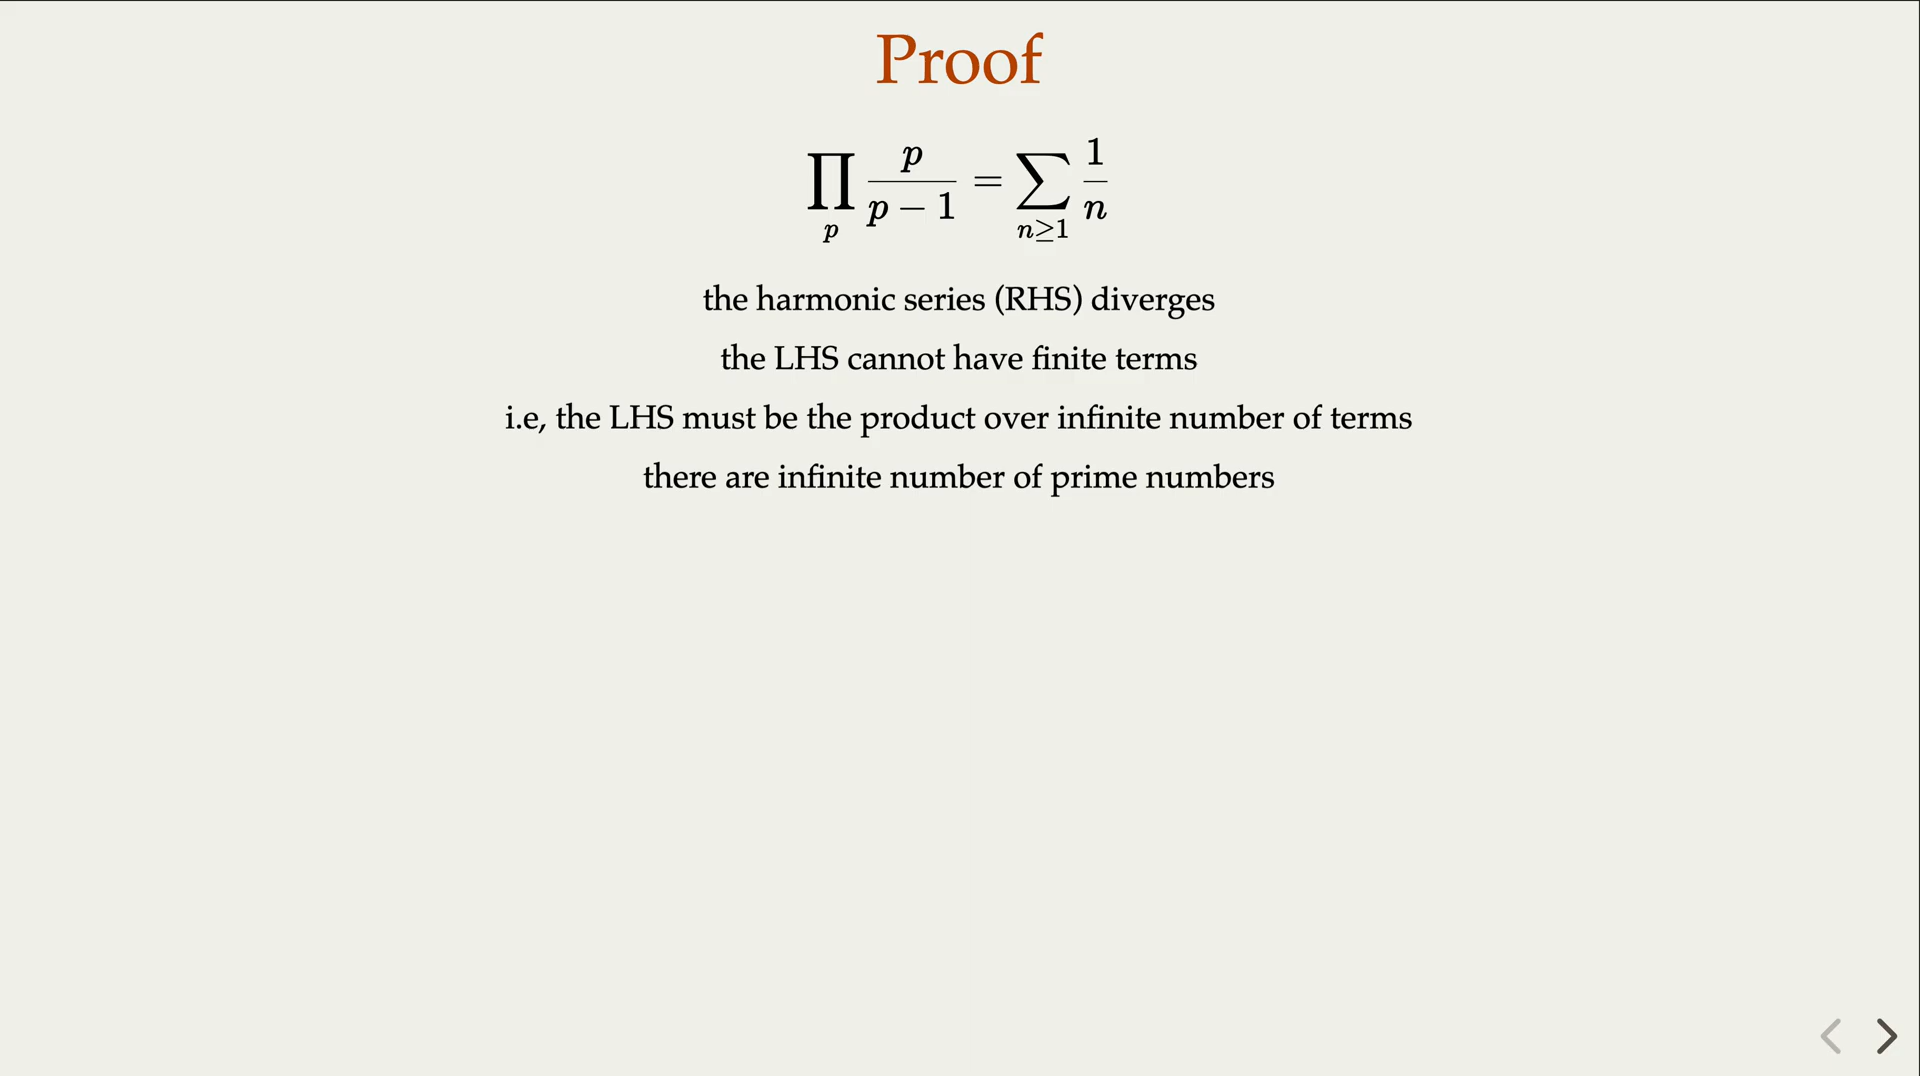 Proof
∏_p p/(p − 1) = ∑_{n≥1} 1/n
the harmonic series (RHS) diverges
the LHS cannot have finite terms
i.e, the LHS must be the product over infinite number of terms
there are infinite number of prime numbers